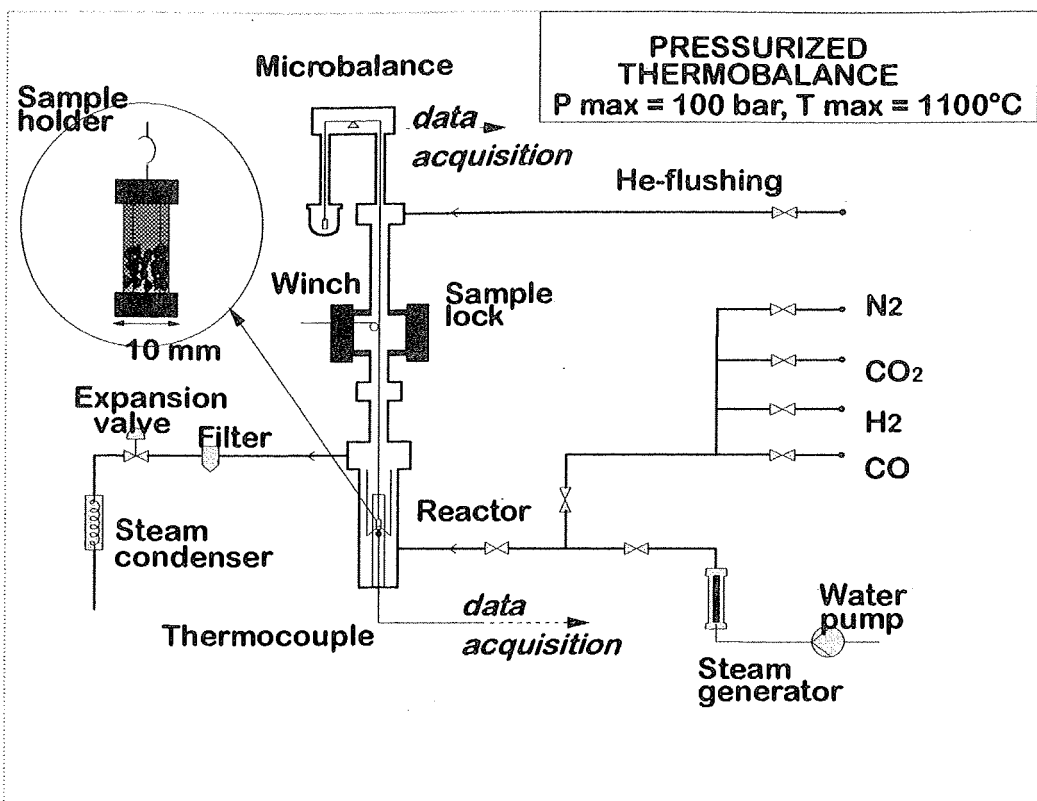 PRESSURIZED
THERMOBALANCE
P max = 100 bar, T max = 1100°C
Microbalance
Sample
holder
data
acquisition
He-flushing
Winch
Sample
lock
10 mm
N2
CO2
H2
CO
Expansion
valve
Filter
Reactor
Steam
condenser
Thermocouple
data
acquisition
Water
pump
Steam
generator